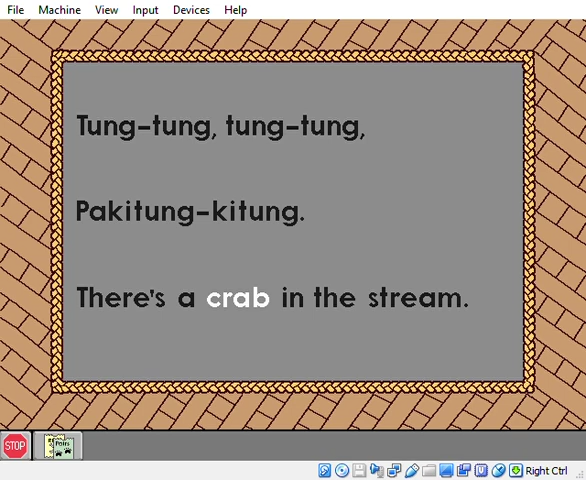 File Machine View Input Devices Help
Tung-tung, tung-tung,
Pakitung-kitung.
There's a crab in the stream.
STOP Pairs
Right Ctrl